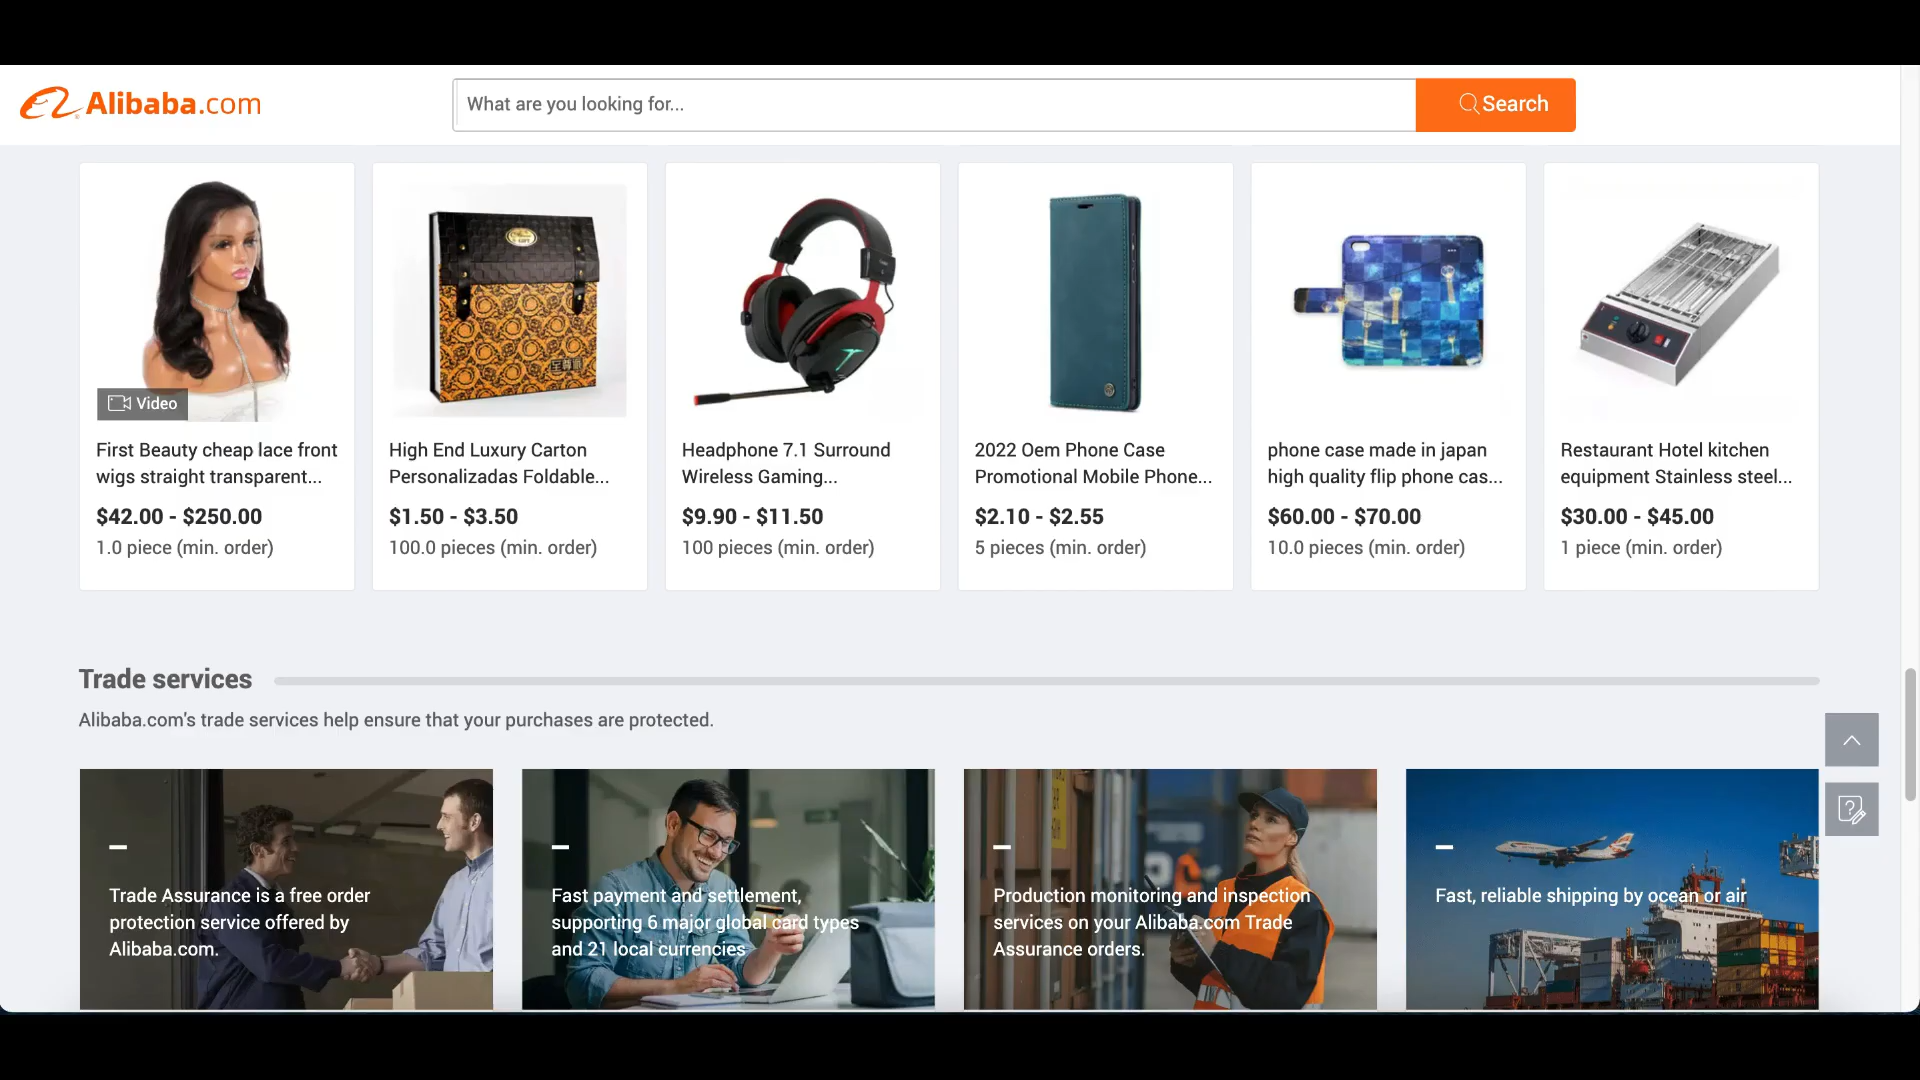 Alibaba.com
What are you looking for...
Search
Video
First Beauty cheap lace front
wigs straight transparent...
$42.00 - $250.00
1.0 piece (min. order)
High End Luxury Carton
Personalizadas Foldable...
$1.50 - $3.50
100.0 pieces (min. order)
Headphone 7.1 Surround
Wireless Gaming...
$9.90 - $11.50
100 pieces (min. order)
2022 Oem Phone Case
Promotional Mobile Phone...
$2.10 - $2.55
5 pieces (min. order)
phone case made in japan
high quality flip phone cas...
$60.00 - $70.00
10.0 pieces (min. order)
Restaurant Hotel kitchen
equipment Stainless steel...
$30.00 - $45.00
1 piece (min. order)
Trade services
Alibaba.com's trade services help ensure that your purchases are protected.
Trade Assurance is a free order
protection service offered by
Alibaba.com.
Fast payment and settlement,
supporting 6 major global card types
and 21 local currencies
Production monitoring and inspection
services on your Alibaba.com Trade
Assurance orders.
Fast, reliable shipping by ocean or air